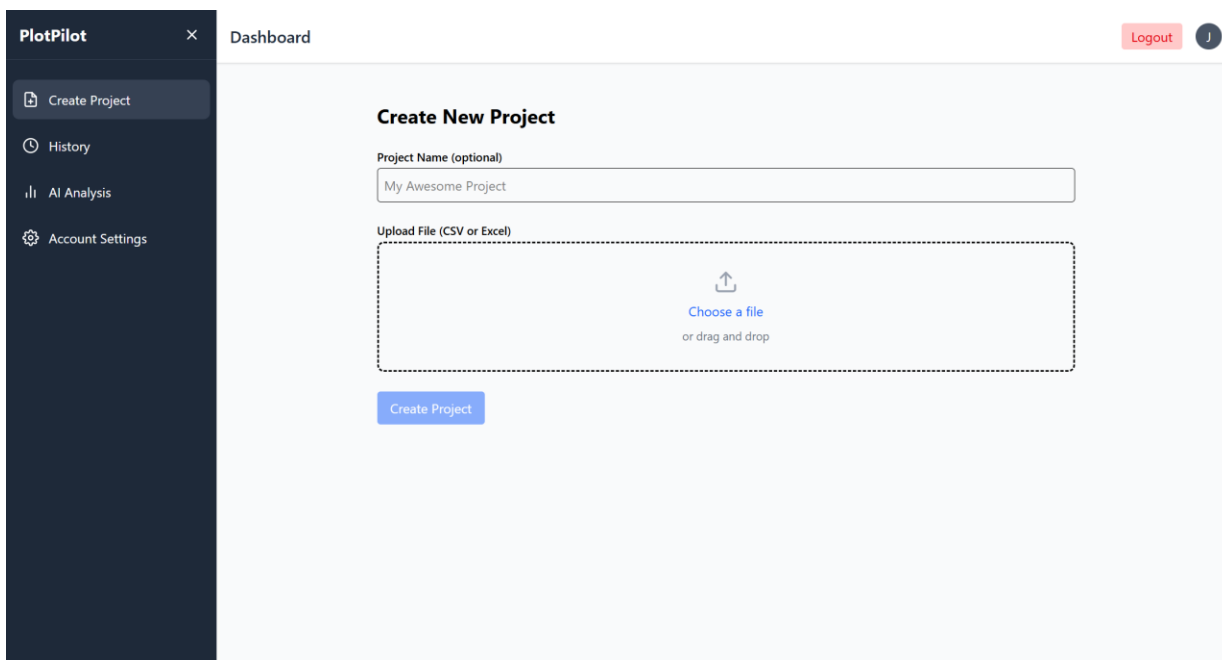 PlotPilot
Dashboard
Logout
J
Create Project
History
AI Analysis
Account Settings
Create New Project
Project Name (optional)
My Awesome Project
Upload File (CSV or Excel)
Choose a file
or drag and drop
Create Project